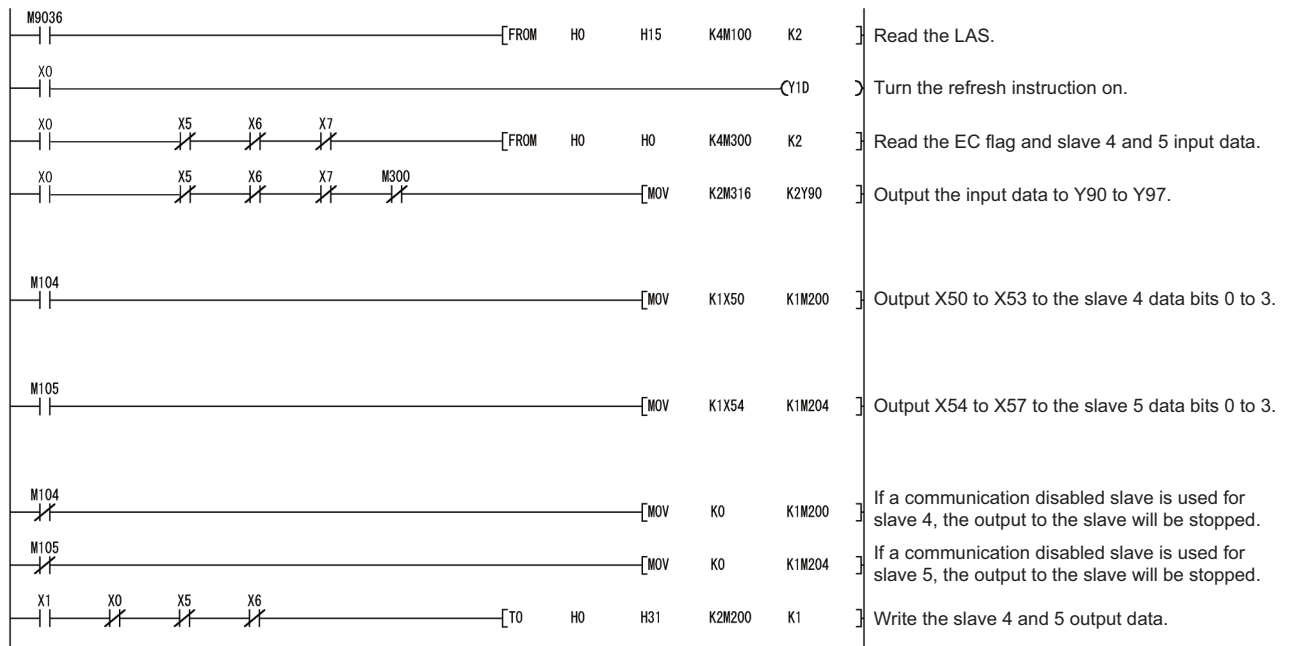 M9036
FROM H0 H15 K4M100 K2 Read the LAS.
X0
Y1D Turn the refresh instruction on.
X0 X5 X6 X7
FROM H0 H0 K4M300 K2 Read the EC flag and slave 4 and 5 input data.
X0 X5 X6 X7 M300
MOV K2M316 K2Y90 Output the input data to Y90 to Y97.
M104
MOV K1X50 K1M200 Output X50 to X53 to the slave 4 data bits 0 to 3.
M105
MOV K1X54 K1M204 Output X54 to X57 to the slave 5 data bits 0 to 3.
M104
MOV K0 K1M200 If a communication disabled slave is used for
slave 4, the output to the slave will be stopped.
M105
MOV K0 K1M204 If a communication disabled slave is used for
slave 5, the output to the slave will be stopped.
X1 X0 X5 X6
TO H0 H31 K2M200 K1 Write the slave 4 and 5 output data.